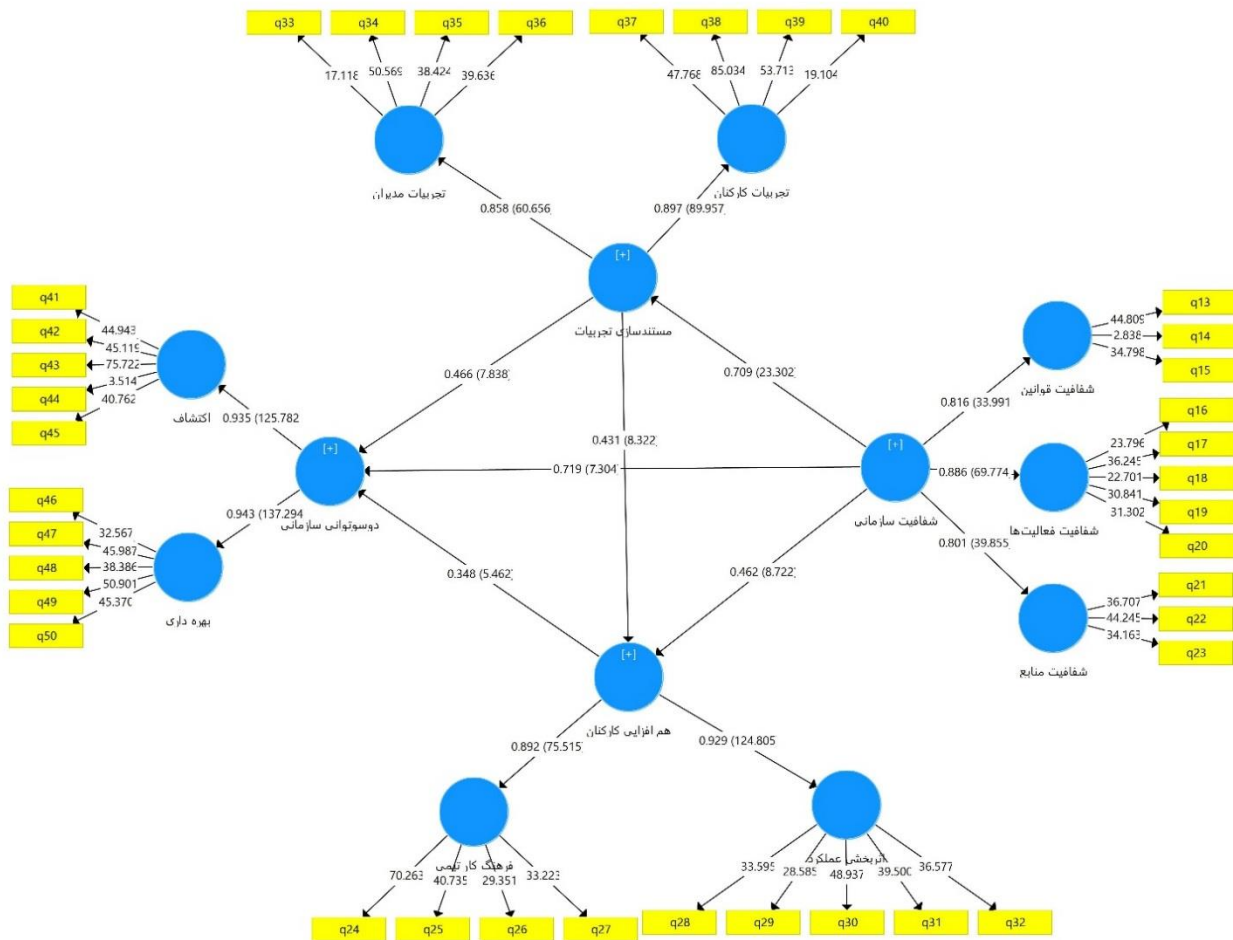 q33 q34 q35 q36 q37 q38 q39 q40
17.118 50.569 38.424 39.636 47.768 85.034 53.713 19.104
تجربیات مدیران
تجربیات کارکنان
0.858 (60.656)
0.897 (89.957)
[+]
مستندسازی تجربیات
q41
q42
q43
q44
q45
44.943
45.119
75.722
3.514
40.762
اکتشاف
0.935 (125.782
0.466 (7.838)
0.709 (23.302)
0.431 (8.322)
0.719 (7.304)
q13
q14
q15
44.809
2.838
34.798
شفافیت قوانین
0.816 (33.991)
q16
q17
q18
q19
q20
23.796
36.245
22.701
30.841
31.302
شفافیت فعالیت‌ها
0.886 (69.774)
[+]
شفافیت سازمانی
[+]
دوسوتوانی سازمانی
q46
q47
q48
q49
q50
32.567
45.987
38.386
50.901
45.370
بهره داری
0.943 (137.294
0.348 (5.462)
0.462 (8.722)
0.801 (39.855)
q21
q22
q23
36.707
44.245
34.163
شفافیت منابع
[+]
هم افزایی کارکنان
0.892 (75.515)
0.929 (124.805
فرهنگ کار تیمی
اثربخشی عملکرد
70.263 40.735 29.351 33.223
33.595 28.585 48.937 39.500 36.577
q24 q25 q26 q27 q28 q29 q30 q31 q32